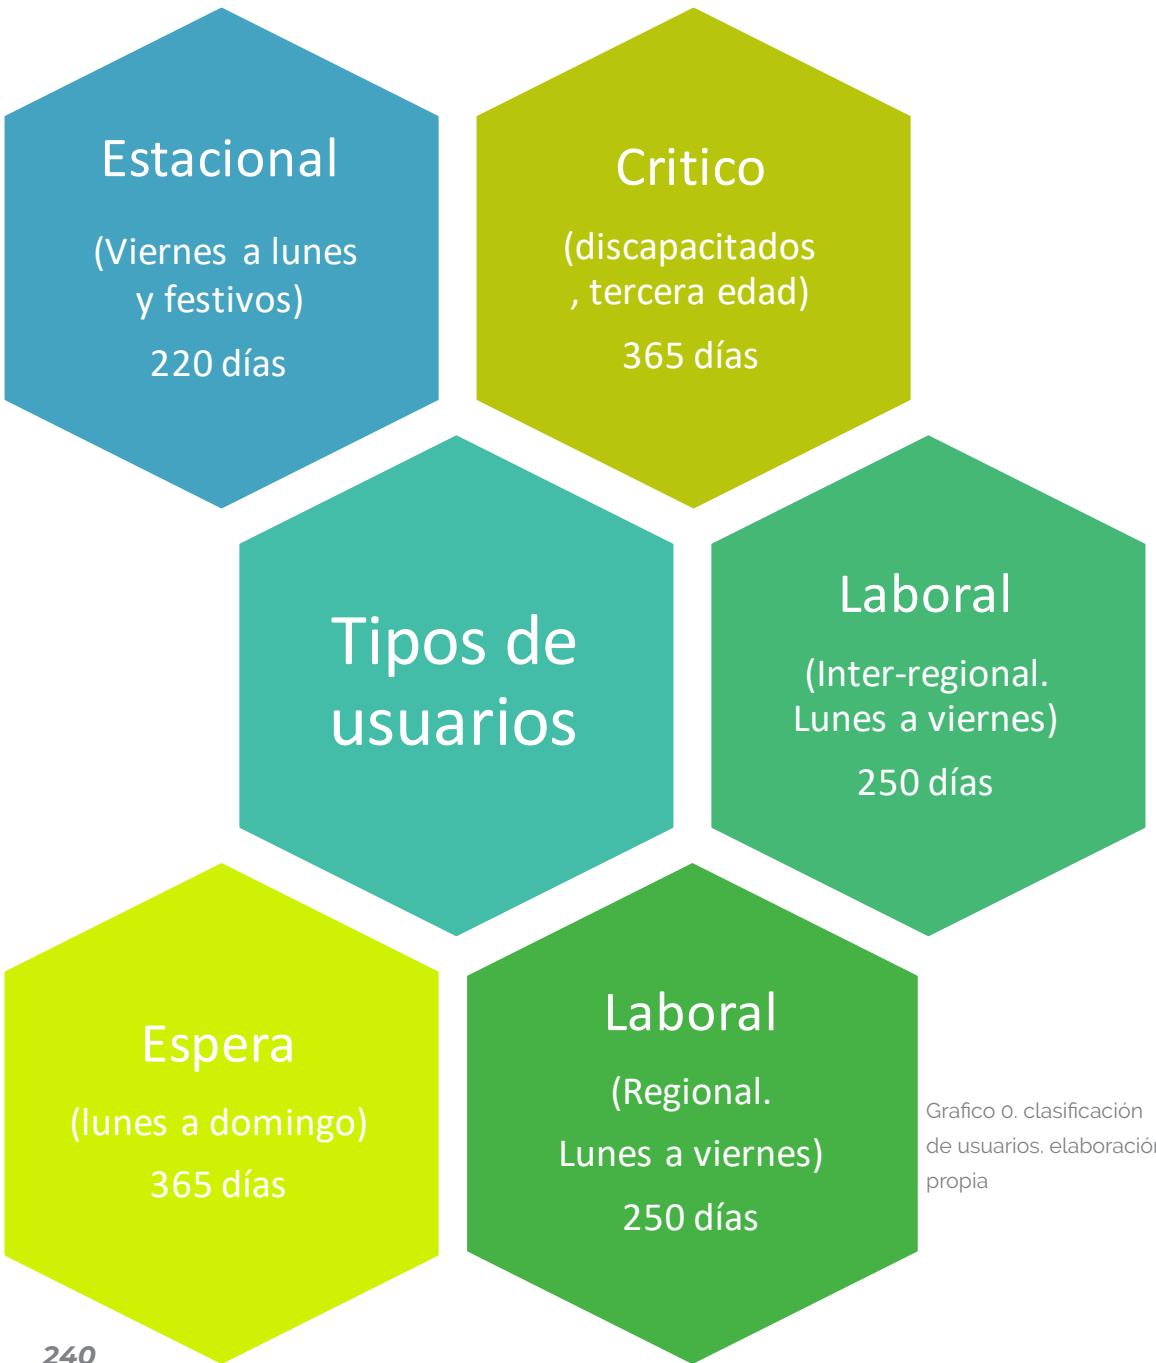 Estacional
(Viernes a lunes
y festivos)
220 días
Critico
(discapacitados
, tercera edad)
365 días
Tipos de
usuarios
Laboral
(Inter-regional.
Lunes a viernes)
250 días
Espera
(lunes a domingo)
365 días
Laboral
(Regional.
Lunes a viernes)
250 días
Grafico 0. clasificación
de usuarios. elaboración
propia
240